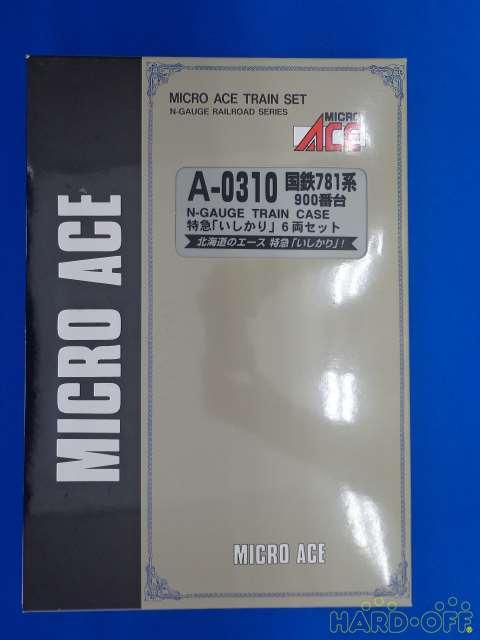 MICRO ACE TRAIN SET
N-GAUGE RAILROAD SERIES
MICRO
ACE
A-0310 国鉄781系
900番台
N-GAUGE TRAIN CASE
特急「いしかり」6両セット
北海道のエース 特急「いしかり」!
MICRO ACE
MICRO ACE
HARD-OFF